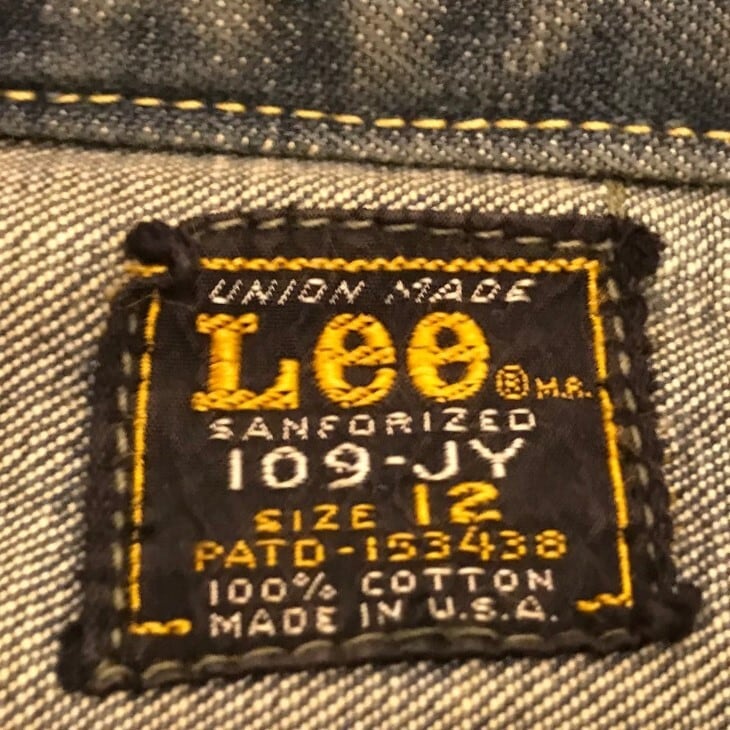 UNION MADE
Lee ® M.R.
SANFORIZED
109-JY
SIZE 12
PATD-153438
100% COTTON
MADE IN U.S.A.